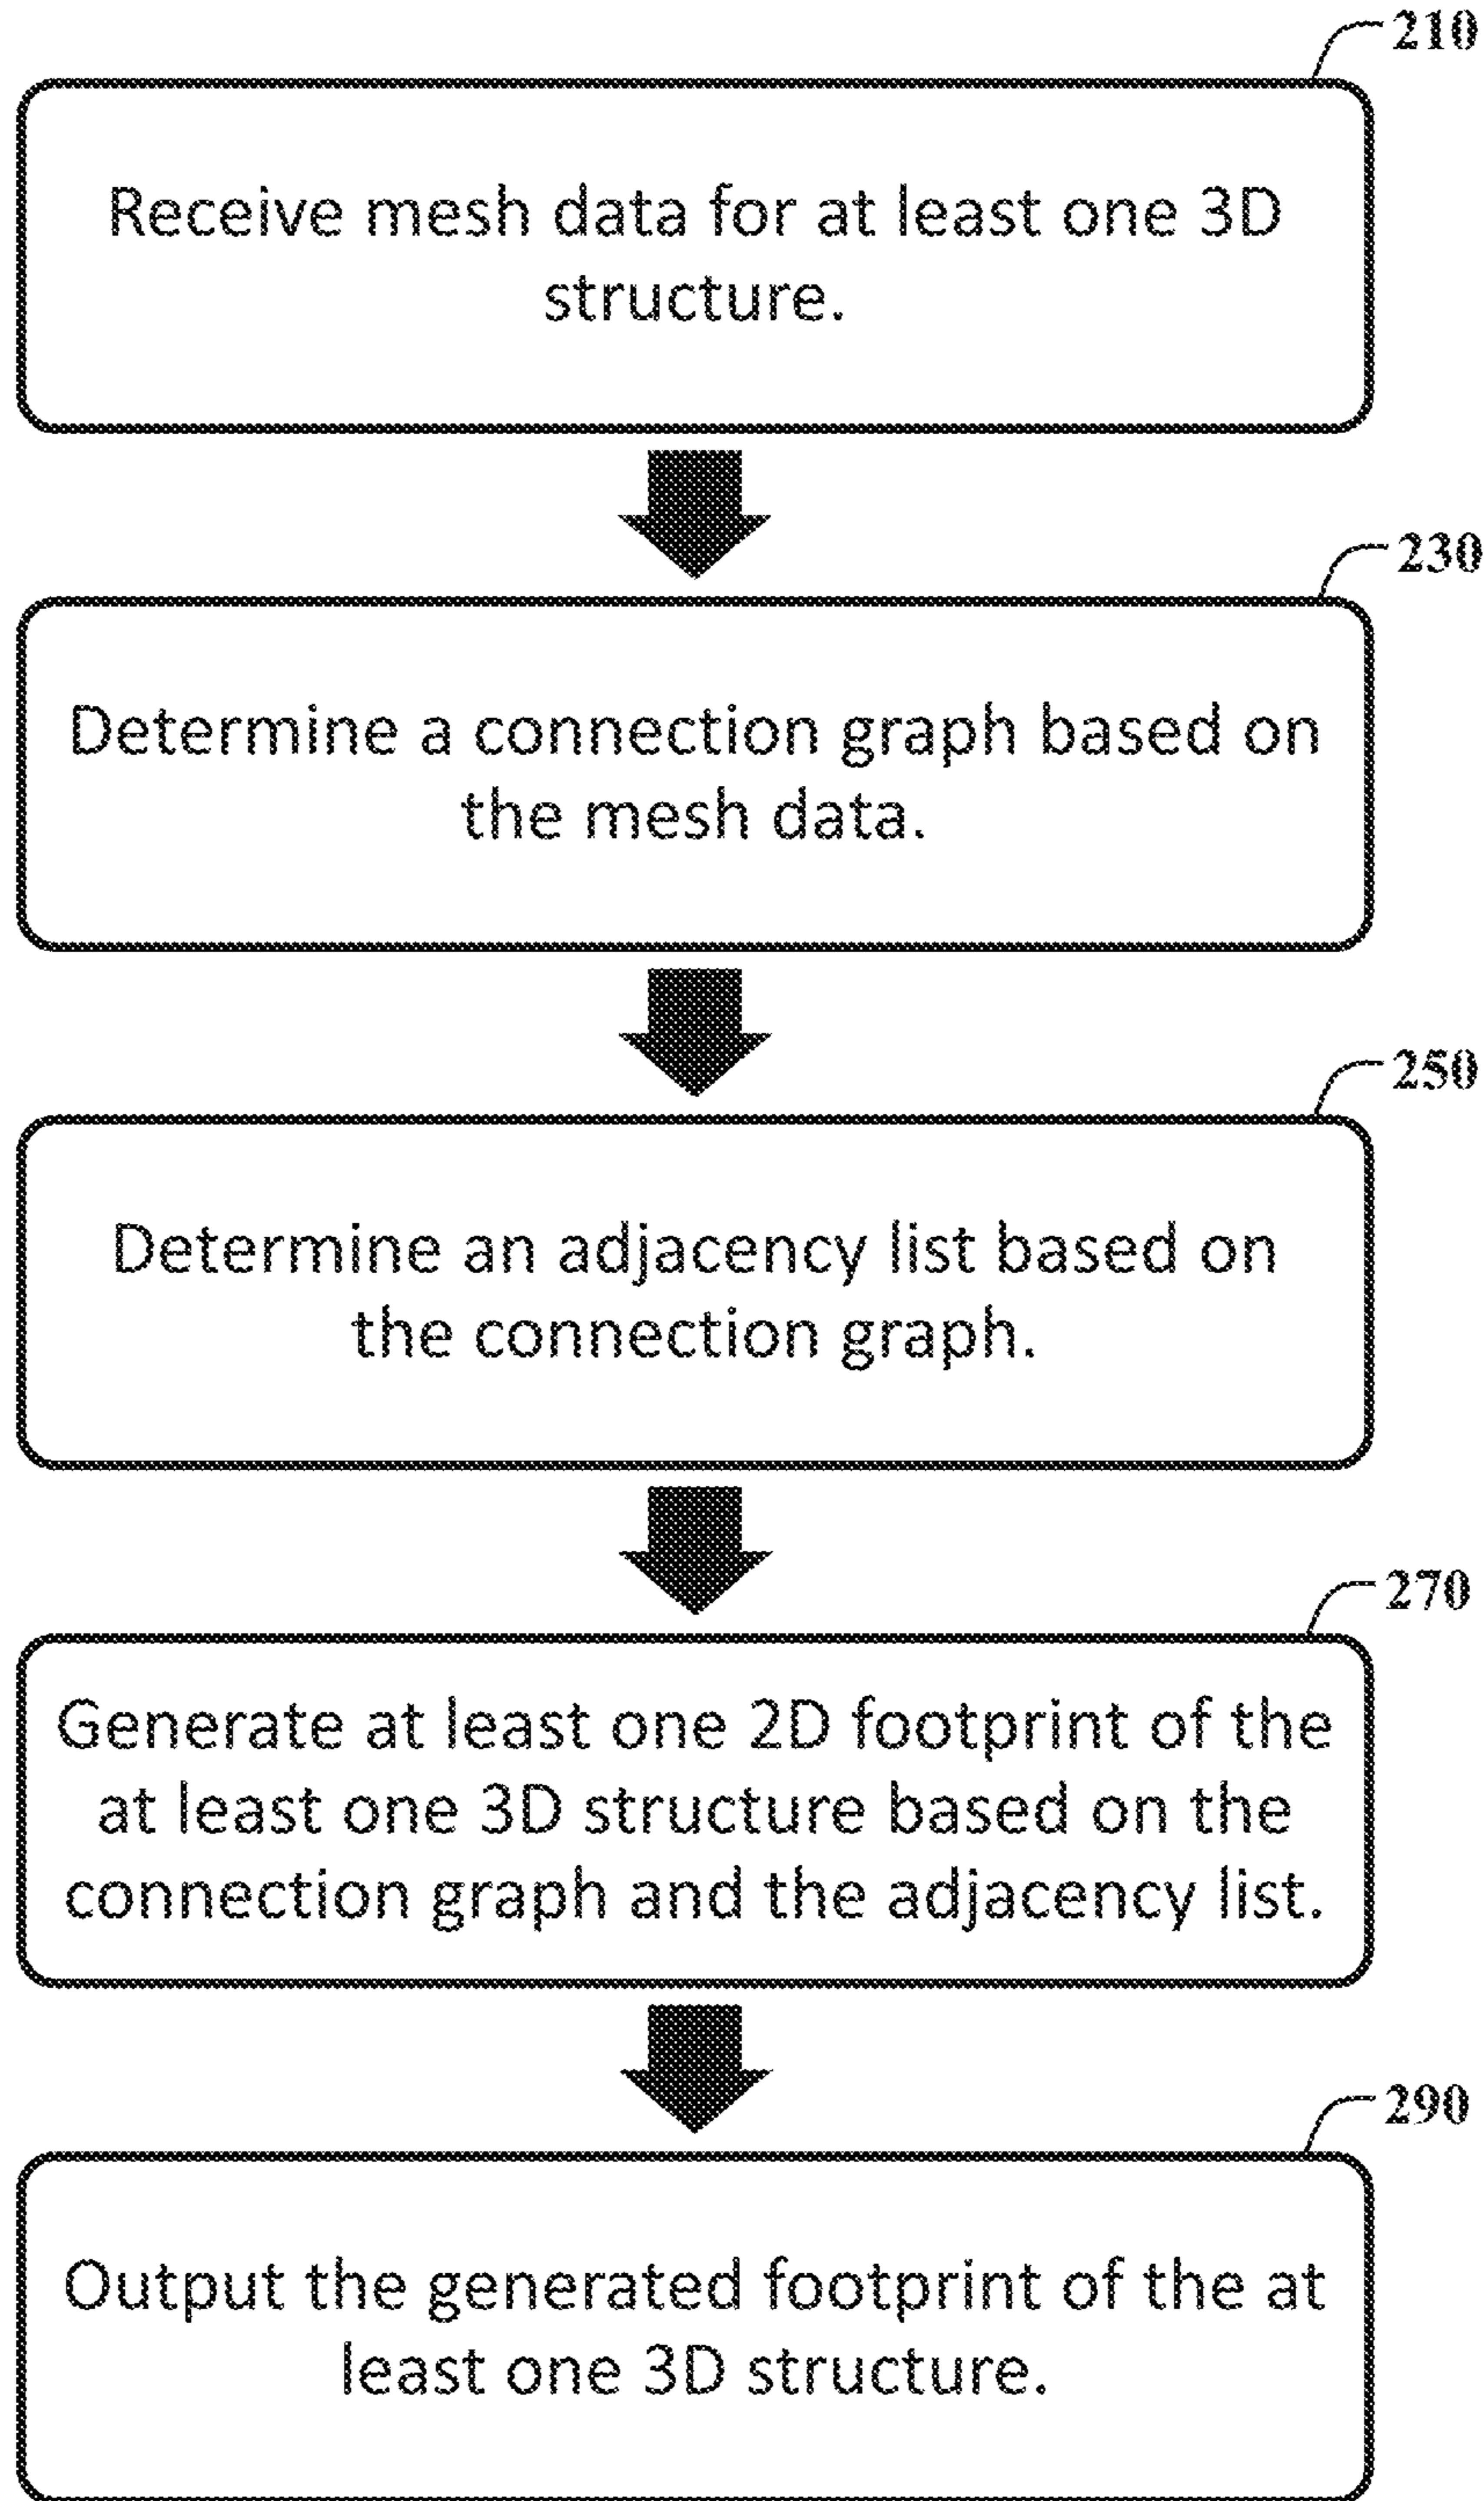 210
Receive mesh data for at least one 3D
structure.
230
Determine a connection graph based on
the mesh data.
250
Determine an adjacency list based on
the connection graph.
270
Generate at least one 2D footprint of the
at least one 3D structure based on the
connection graph and the adjacency list.
290
Output the generated footprint of the at
least one 3D structure.